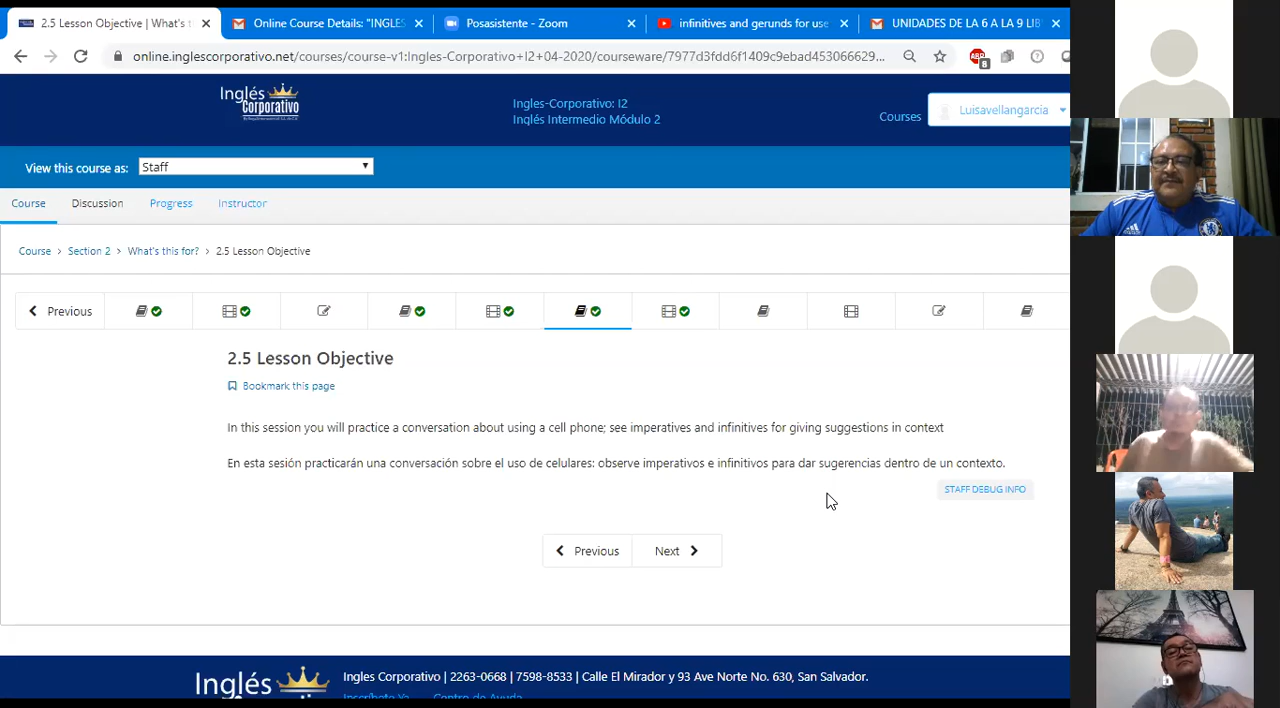 2.5 Lesson Objective | What's t
Online Course Details: "INGLES
Posasistente - Zoom
infinitives and gerunds for use
UNIDADES DE LA 6 A LA 9 LIB
online.inglescorporativo.net/courses/course-v1:Ingles-Corporativo+I2+04-2020/courseware/7977d3fdd6f1409c9ebad453066629...
ABP
8
Inglés
Corporativo
Ingles-Corporativo: I2
Inglés Intermedio Módulo 2
Courses
Luisavellangarcia
View this course as:
Staff
Course
Discussion
Progress
Instructor
Course > Section 2 > What's this for? > 2.5 Lesson Objective
Previous
2.5 Lesson Objective
Bookmark this page
In this session you will practice a conversation about using a cell phone; see imperatives and infinitives for giving suggestions in context
En esta sesión practicarán una conversación sobre el uso de celulares: observe imperativos e infinitivos para dar sugerencias dentro de un contexto.
STAFF DEBUG INFO
Previous
Next
Inglés
Ingles Corporativo | 2263-0668 | 7598-8533 | Calle El Mirador y 93 Ave Norte No. 630, San Salvador.
Inscríbete Ya
Centro de Ayuda